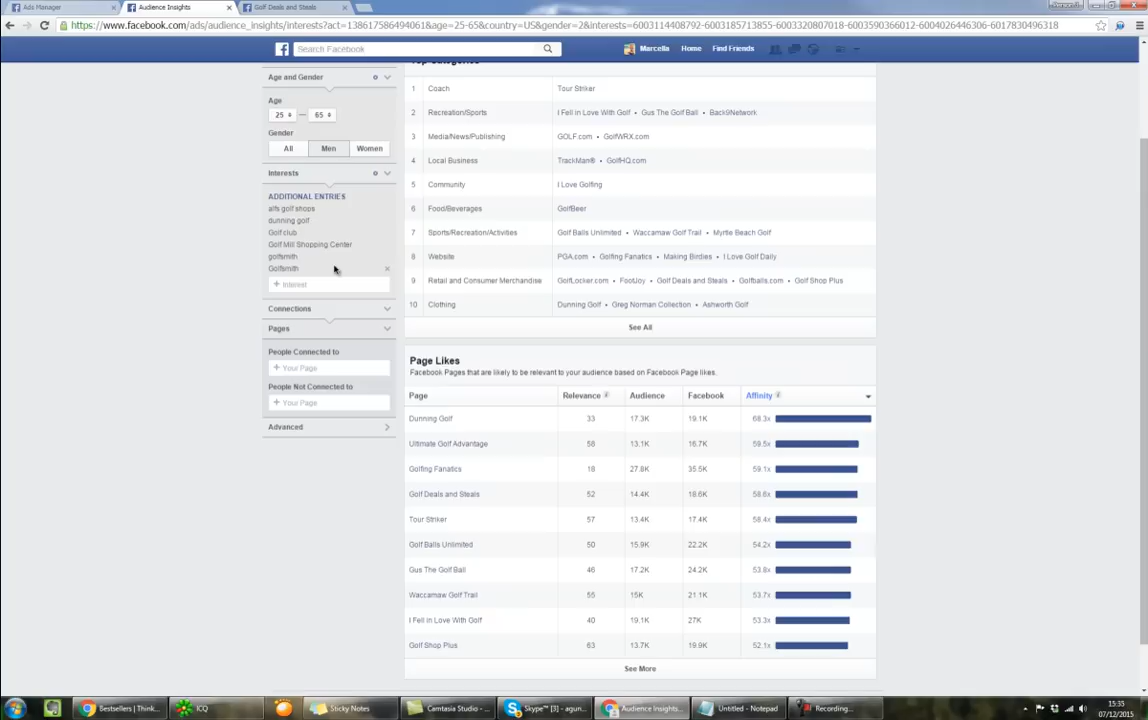 Ads Manager
Audience Insights
Golf Deals and Steals
https://www.facebook.com/ads/audience_insights/interests?act=138617586494061&age=25-65&country=US&gender=2&interests=6003114408792-6003185713855-6003320807018-6003590366012-6004026446306-6017830496318
Search Facebook
Marcella Home Find Friends
Age and Gender 0
Age
25 — 65
Gender
All Men Women
Interests 0
ADDITIONAL ENTRIES
alfs golf shops
dunning golf
Golf club
Golf Mill Shopping Center
golfsmith
Golfsmith
+ Interest
Connections
Pages
People Connected to
+ Your Page
People Not Connected to
+ Your Page
Advanced
Top Categories
1 Coach Tour Striker
2 Recreation/Sports I Fell in Love With Golf • Gus The Golf Ball • Back9Network
3 Media/News/Publishing GOLF.com • GolfWRX.com
4 Local Business TrackMan® • GolfHQ.com
5 Community I Love Golfing
6 Food/Beverages GolfBeer
7 Sports/Recreation/Activities Golf Balls Unlimited • Waccamaw Golf Trail • Myrtle Beach Golf
8 Website PGA.com • Golfing Fanatics • Making Birdies • I Love Golf Daily
9 Retail and Consumer Merchandise GolfLocker.com • FootJoy • Golf Deals and Steals • Golfballs.com • Golf Shop Plus
10 Clothing Dunning Golf • Greg Norman Collection • Ashworth Golf
See All
Page Likes
Facebook Pages that are likely to be relevant to your audience based on Facebook Page likes.
Page Relevance Audience Facebook Affinity
Dunning Golf 33 17.3K 19.1K 68.3x
Ultimate Golf Advantage 58 13.1K 16.7K 59.5x
Golfing Fanatics 18 27.8K 35.5K 59.1x
Golf Deals and Steals 52 14.4K 18.6K 58.6x
Tour Striker 57 13.4K 17.4K 58.4x
Golf Balls Unlimited 50 15.9K 22.2K 54.2x
Gus The Golf Ball 46 17.2K 24.2K 53.8x
Waccamaw Golf Trail 55 15K 21.1K 53.7x
I Fell in Love With Golf 40 19.1K 27K 53.3x
Golf Shop Plus 63 13.7K 19.9K 52.1x
See More
Bestsellers | Think...
ICQ
Sticky Notes
Camtasia Studio -...
Skype™ [3] - agun...
Audience Insights...
Untitled - Notepad
Recording...
15:35
07/12/2015